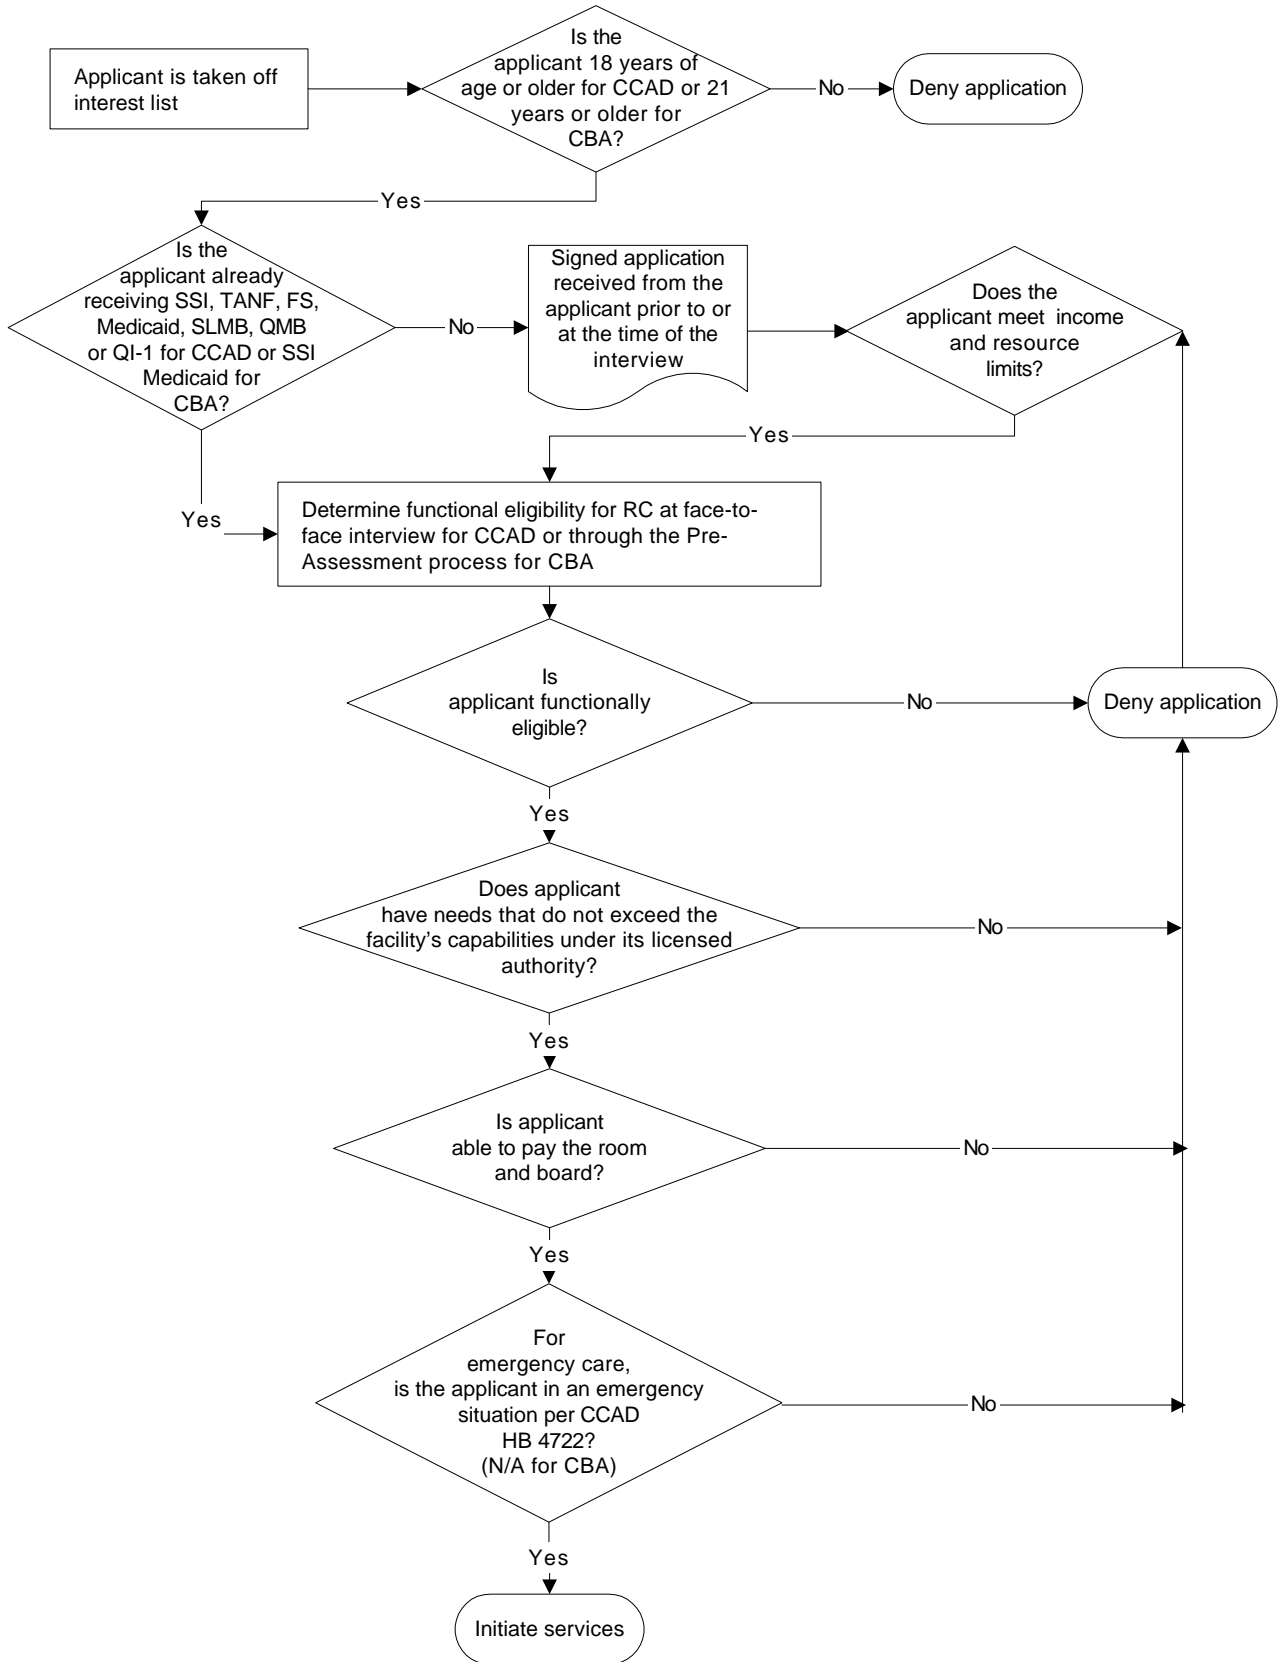 Applicant is taken off
interest list
Is the
applicant 18 years of
age or older for CCAD or 21
years or older for
CBA?
No
Deny application
Yes
Is the
applicant already
receiving SSI, TANF, FS,
Medicaid, SLMB, QMB
or QI-1 for CCAD or SSI
Medicaid for
CBA?
No
Signed application
received from the
applicant prior to or
at the time of the
interview
Does the
applicant meet income
and resource
limits?
Yes
Yes
Determine functional eligibility for RC at face-to-
face interview for CCAD or through the Pre-
Assessment process for CBA
Is
applicant functionally
eligible?
No
Deny application
Yes
Does applicant
have needs that do not exceed the
facility's capabilities under its licensed
authority?
No
Yes
Is applicant
able to pay the room
and board?
No
Yes
For
emergency care,
is the applicant in an emergency
situation per CCAD
HB 4722?
(N/A for CBA)
No
Yes
Initiate services